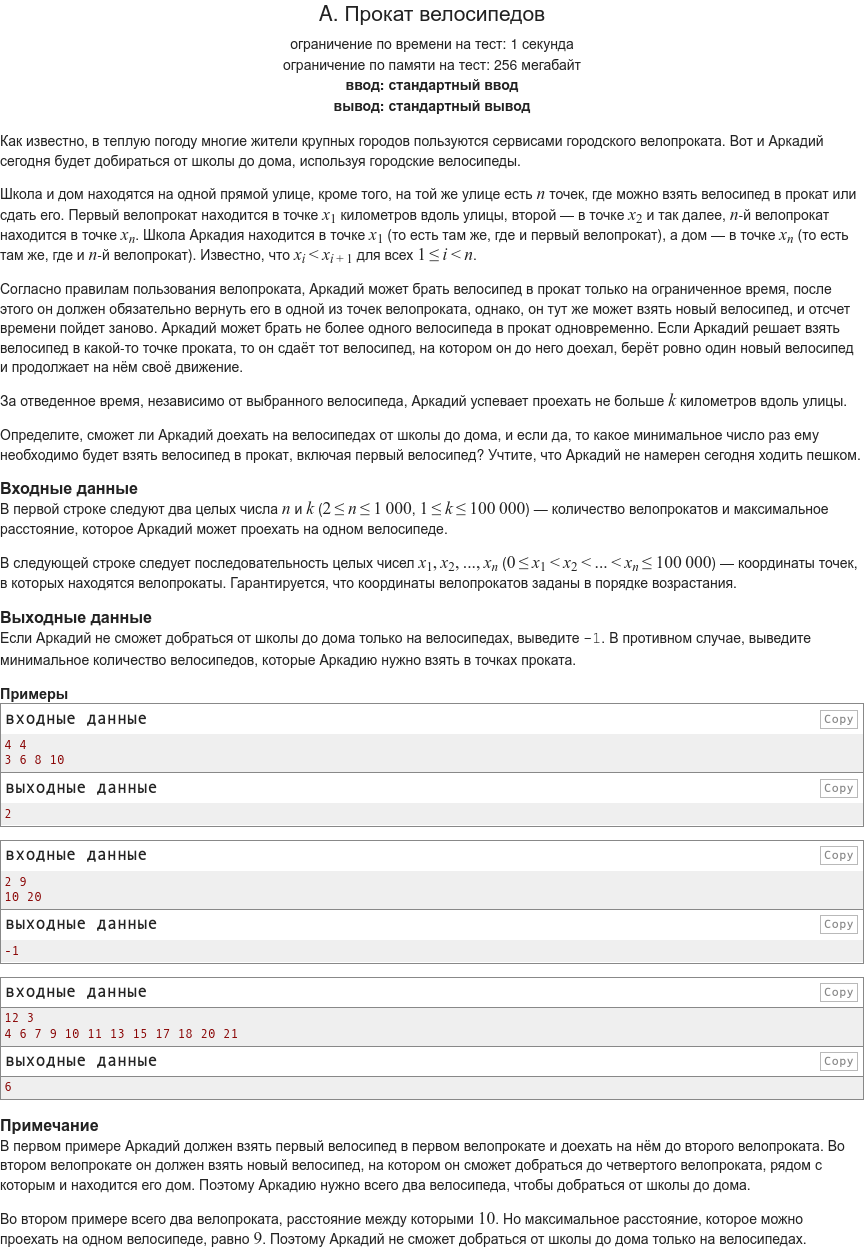 A. Прокат велосипедов
ограничение по времени на тест: 1 секунда
ограничение по памяти на тест: 256 мегабайт
ввод: стандартный ввод
вывод: стандартный вывод
Как известно, в теплую погоду многие жители крупных городов пользуются сервисами городского велопроката. Вот и Аркадий
сегодня будет добираться от школы до дома, используя городские велосипеды.
Школа и дом находятся на одной прямой улице, кроме того, на той же улице есть n точек, где можно взять велосипед в прокат или
сдать его. Первый велопрокат находится в точке x1 километров вдоль улицы, второй — в точке x2 и так далее, n-й велопрокат
находится в точке xn. Школа Аркадия находится в точке x1 (то есть там же, где и первый велопрокат), а дом — в точке xn (то есть
там же, где и n-й велопрокат). Известно, что xi < xi + 1 для всех 1 ≤ i < n.
Согласно правилам пользования велопроката, Аркадий может брать велосипед в прокат только на ограниченное время, после
этого он должен обязательно вернуть его в одной из точек велопроката, однако, он тут же может взять новый велосипед, и отсчет
времени пойдет заново. Аркадий может брать не более одного велосипеда в прокат одновременно. Если Аркадий решает взять
велосипед в какой-то точке проката, то он сдаёт тот велосипед, на котором он до него доехал, берёт ровно один новый велосипед
и продолжает на нём своё движение.
За отведенное время, независимо от выбранного велосипеда, Аркадий успевает проехать не больше k километров вдоль улицы.
Определите, сможет ли Аркадий доехать на велосипедах от школы до дома, и если да, то какое минимальное число раз ему
необходимо будет взять велосипед в прокат, включая первый велосипед? Учтите, что Аркадий не намерен сегодня ходить пешком.
Входные данные
В первой строке следуют два целых числа n и k (2 ≤ n ≤ 1 000, 1 ≤ k ≤ 100 000) — количество велопрокатов и максимальное
расстояние, которое Аркадий может проехать на одном велосипеде.
В следующей строке следует последовательность целых чисел x1, x2, ..., xn (0 ≤ x1 < x2 < ... < xn ≤ 100 000) — координаты точек,
в которых находятся велопрокаты. Гарантируется, что координаты велопрокатов заданы в порядке возрастания.
Выходные данные
Если Аркадий не сможет добраться от школы до дома только на велосипедах, выведите -1. В противном случае, выведите
минимальное количество велосипедов, которые Аркадию нужно взять в точках проката.
Примеры
входные данные Copy
4 4
3 6 8 10
выходные данные Copy
2
входные данные Copy
2 9
10 20
выходные данные Copy
-1
входные данные Copy
12 3
4 6 7 9 10 11 13 15 17 18 20 21
выходные данные Copy
6
Примечание
В первом примере Аркадий должен взять первый велосипед в первом велопрокате и доехать на нём до второго велопроката. Во
втором велопрокате он должен взять новый велосипед, на котором он сможет добраться до четвертого велопроката, рядом с
которым и находится его дом. Поэтому Аркадию нужно всего два велосипеда, чтобы добраться от школы до дома.
Во втором примере всего два велопроката, расстояние между которыми 10. Но максимальное расстояние, которое можно
проехать на одном велосипеде, равно 9. Поэтому Аркадий не сможет добраться от школы до дома только на велосипедах.